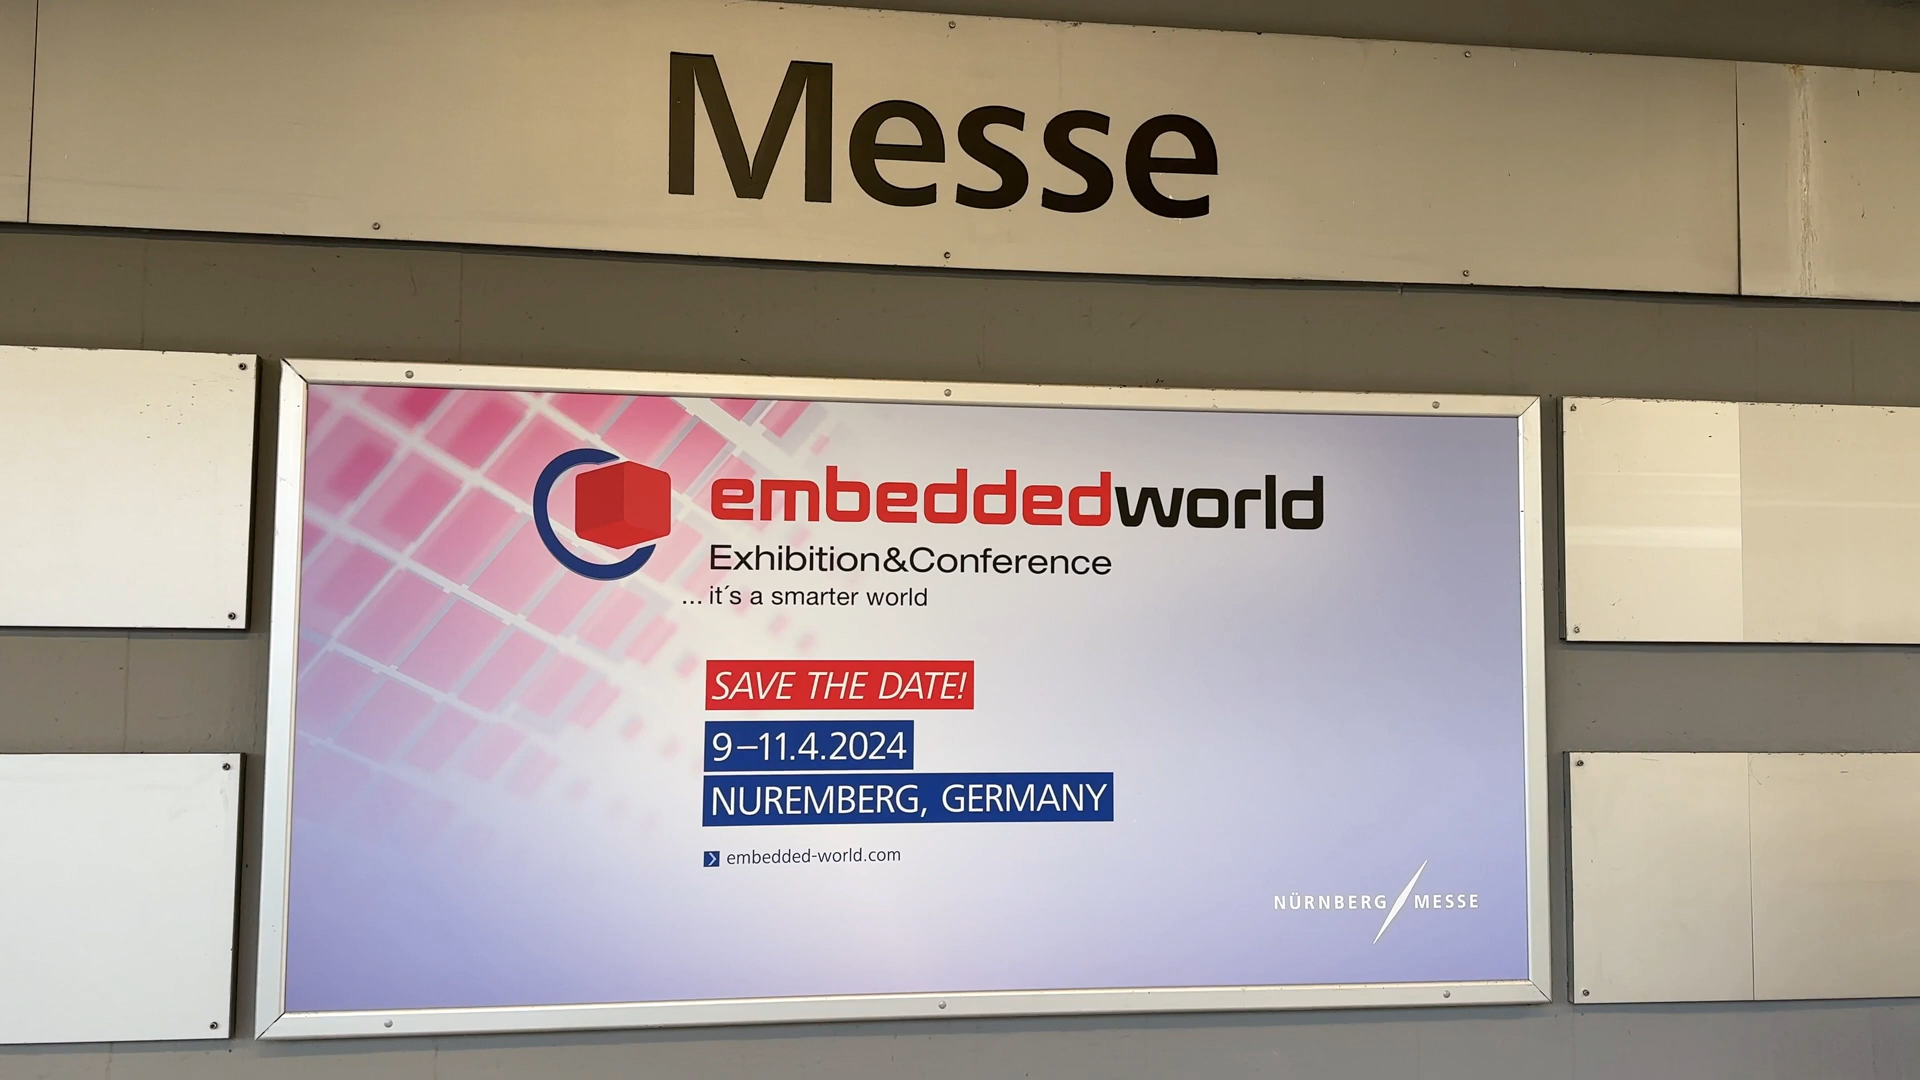 Messe
embeddedworld
Exhibition&Conference
... it´s a smarter world
SAVE THE DATE!
9–11.4.2024
NUREMBERG, GERMANY
embedded-world.com
NÜRNBERG MESSE